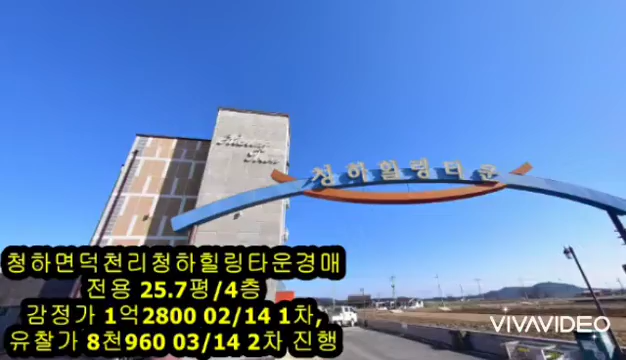 청하힐링타운
청하면덕천리청하힐링타운경매
전용 25.7평/4층
감정가 1억2800 02/14 1차,
유찰가 8천960 03/14 2차 진행
VIVAVIDEO